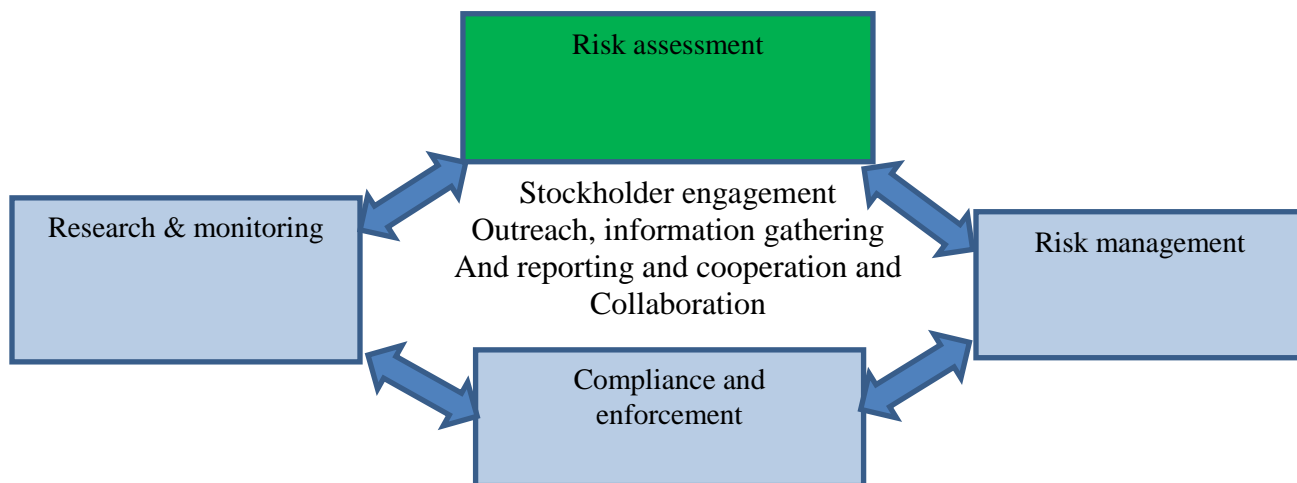 Risk assessment
Stockholder engagement
Outreach, information gathering
And reporting and cooperation and
Collaboration
Research & monitoring
Risk management
Compliance and
enforcement